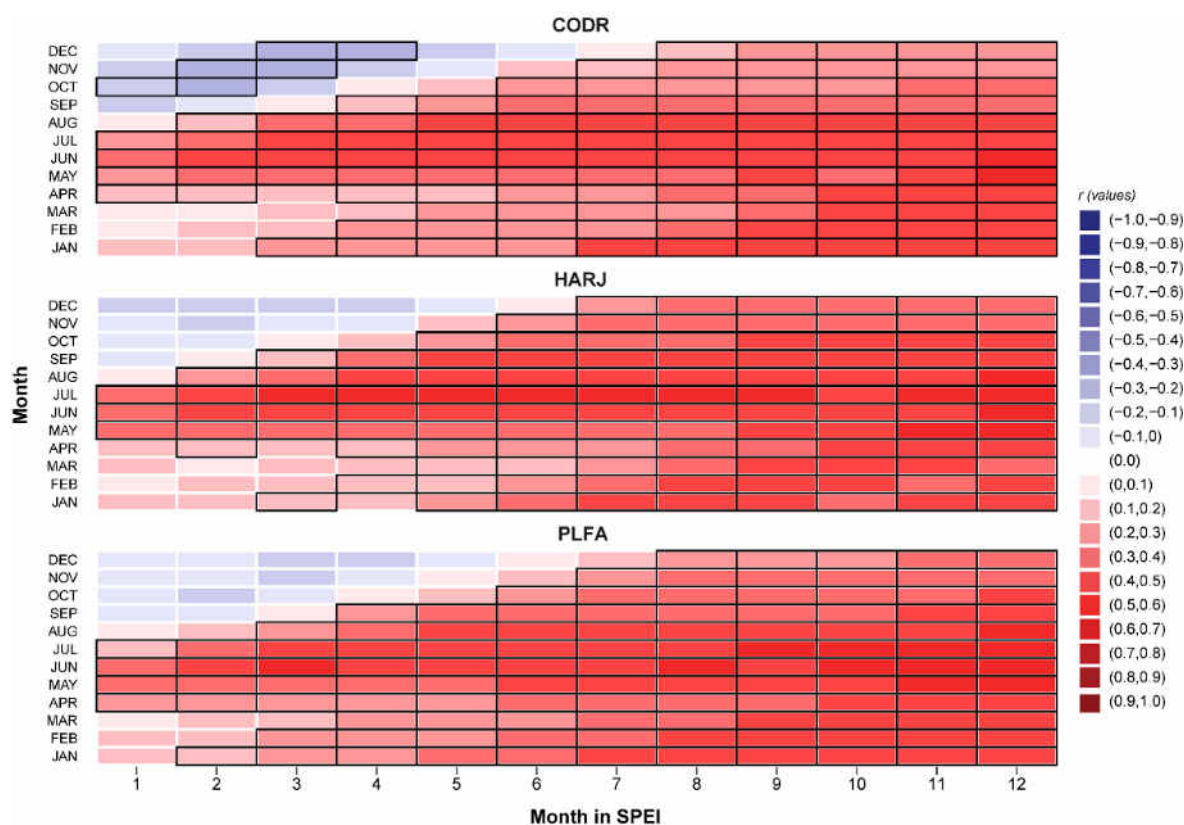 CODR
DEC
NOV
OCT
SEP
AUG
JUL
JUN
MAY
APR
MAR
FEB
JAN
HARJ
DEC
NOV
OCT
SEP
AUG
JUL
JUN
MAY
APR
MAR
FEB
JAN
PLFA
DEC
NOV
OCT
SEP
AUG
JUL
JUN
MAY
APR
MAR
FEB
JAN
1 2 3 4 5 6 7 8 9 10 11 12
Month in SPEI
Month
r (values)
(−1.0,−0.9)
(−0.9,−0.8)
(−0.8,−0.7)
(−0.7,−0.6)
(−0.6,−0.5)
(−0.5,−0.4)
(−0.4,−0.3)
(−0.3,−0.2)
(−0.2,−0.1)
(−0.1,0)
(0.0)
(0,0.1)
(0.1,0.2)
(0.2,0.3)
(0.3,0.4)
(0.4,0.5)
(0.5,0.6)
(0.6,0.7)
(0.7,0.8)
(0.8,0.9)
(0.9,1.0)